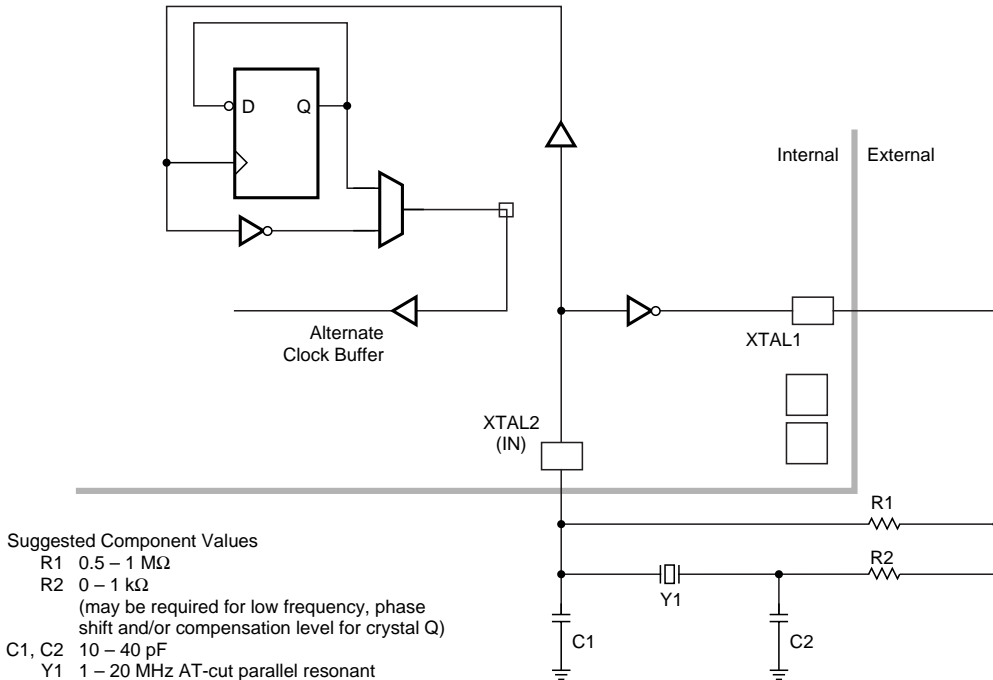 D Q
Internal External
Alternate
Clock Buffer
XTAL1
XTAL2
(IN)
R1
R2
Y1
C1
C2
Suggested Component Values
R1 0.5 – 1 MΩ
R2 0 – 1 kΩ
(may be required for low frequency, phase
shift and/or compensation level for crystal Q)
C1, C2 10 – 40 pF
Y1 1 – 20 MHz AT-cut parallel resonant